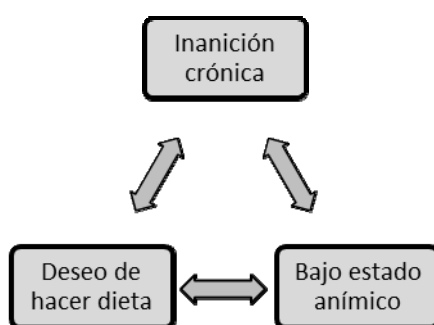 Inanición
crónica
Deseo de
hacer dieta
Bajo estado
anímico